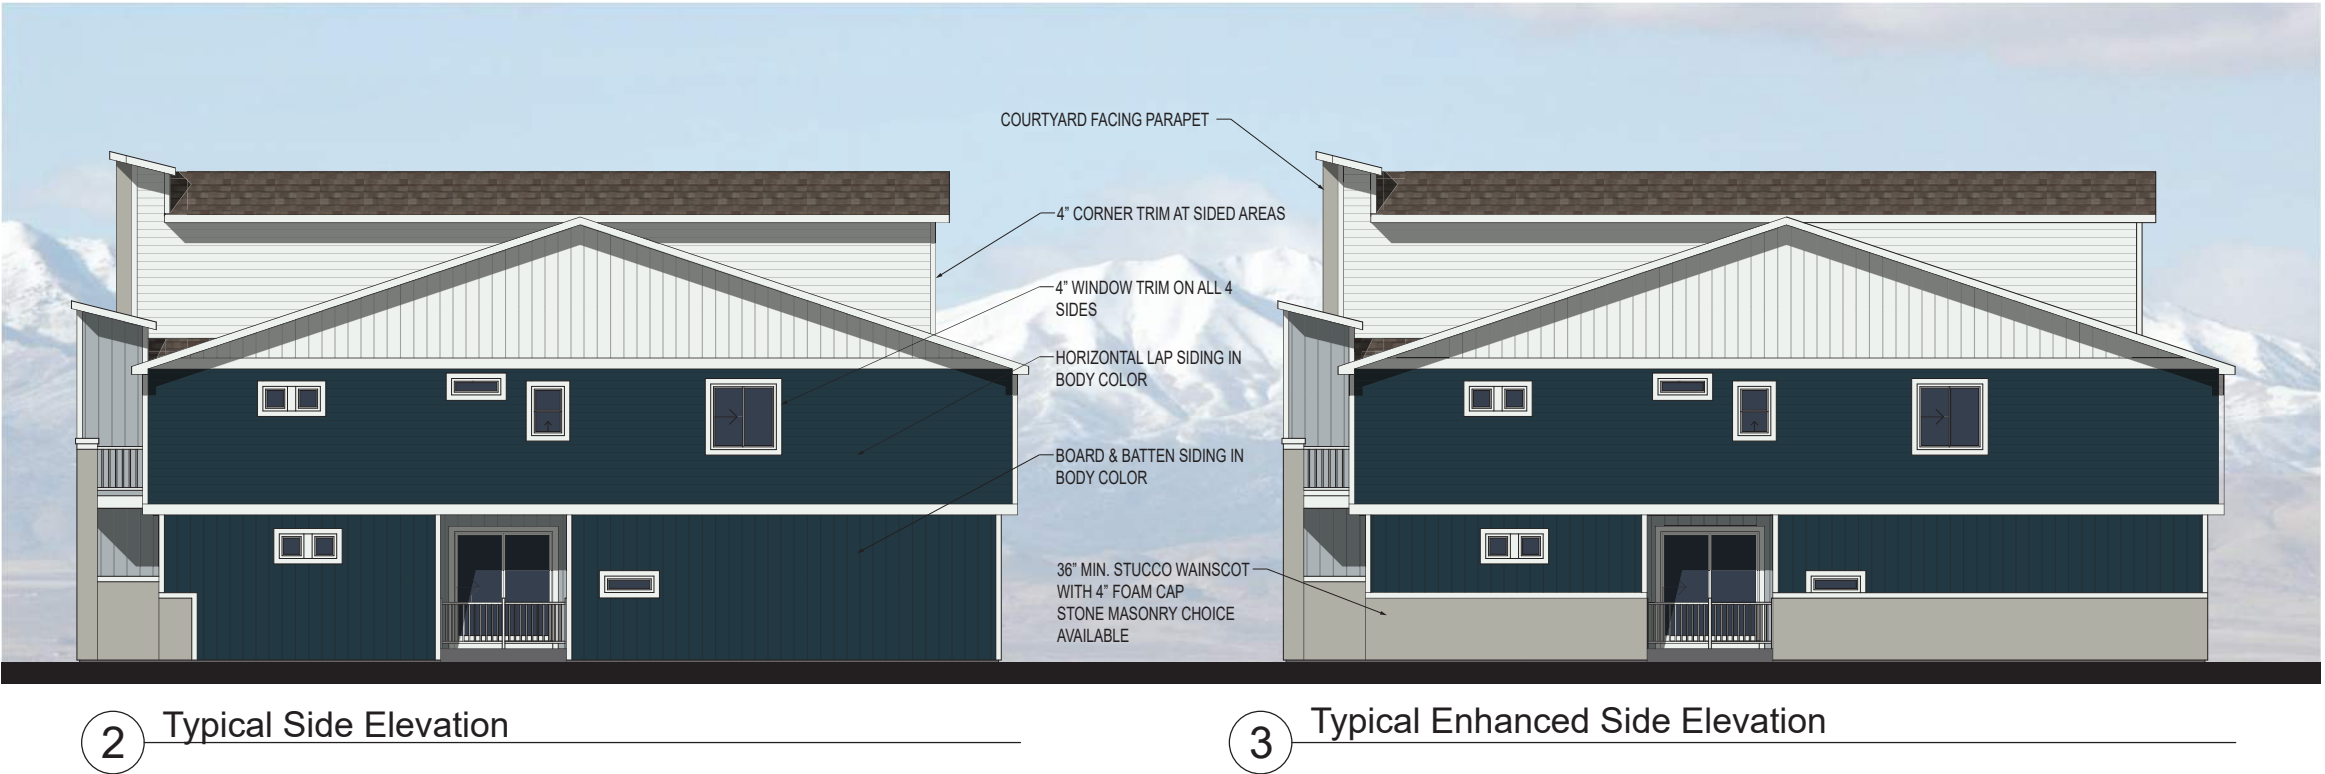 COURTYARD FACING PARAPET
4” CORNER TRIM AT SIDED AREAS
4” WINDOW TRIM ON ALL 4
SIDES
HORIZONTAL LAP SIDING IN
BODY COLOR
BOARD & BATTEN SIDING IN
BODY COLOR
36” MIN. STUCCO WAINSCOT
WITH 4” FOAM CAP
STONE MASONRY CHOICE
AVAILABLE
2
Typical Side Elevation
3
Typical Enhanced Side Elevation